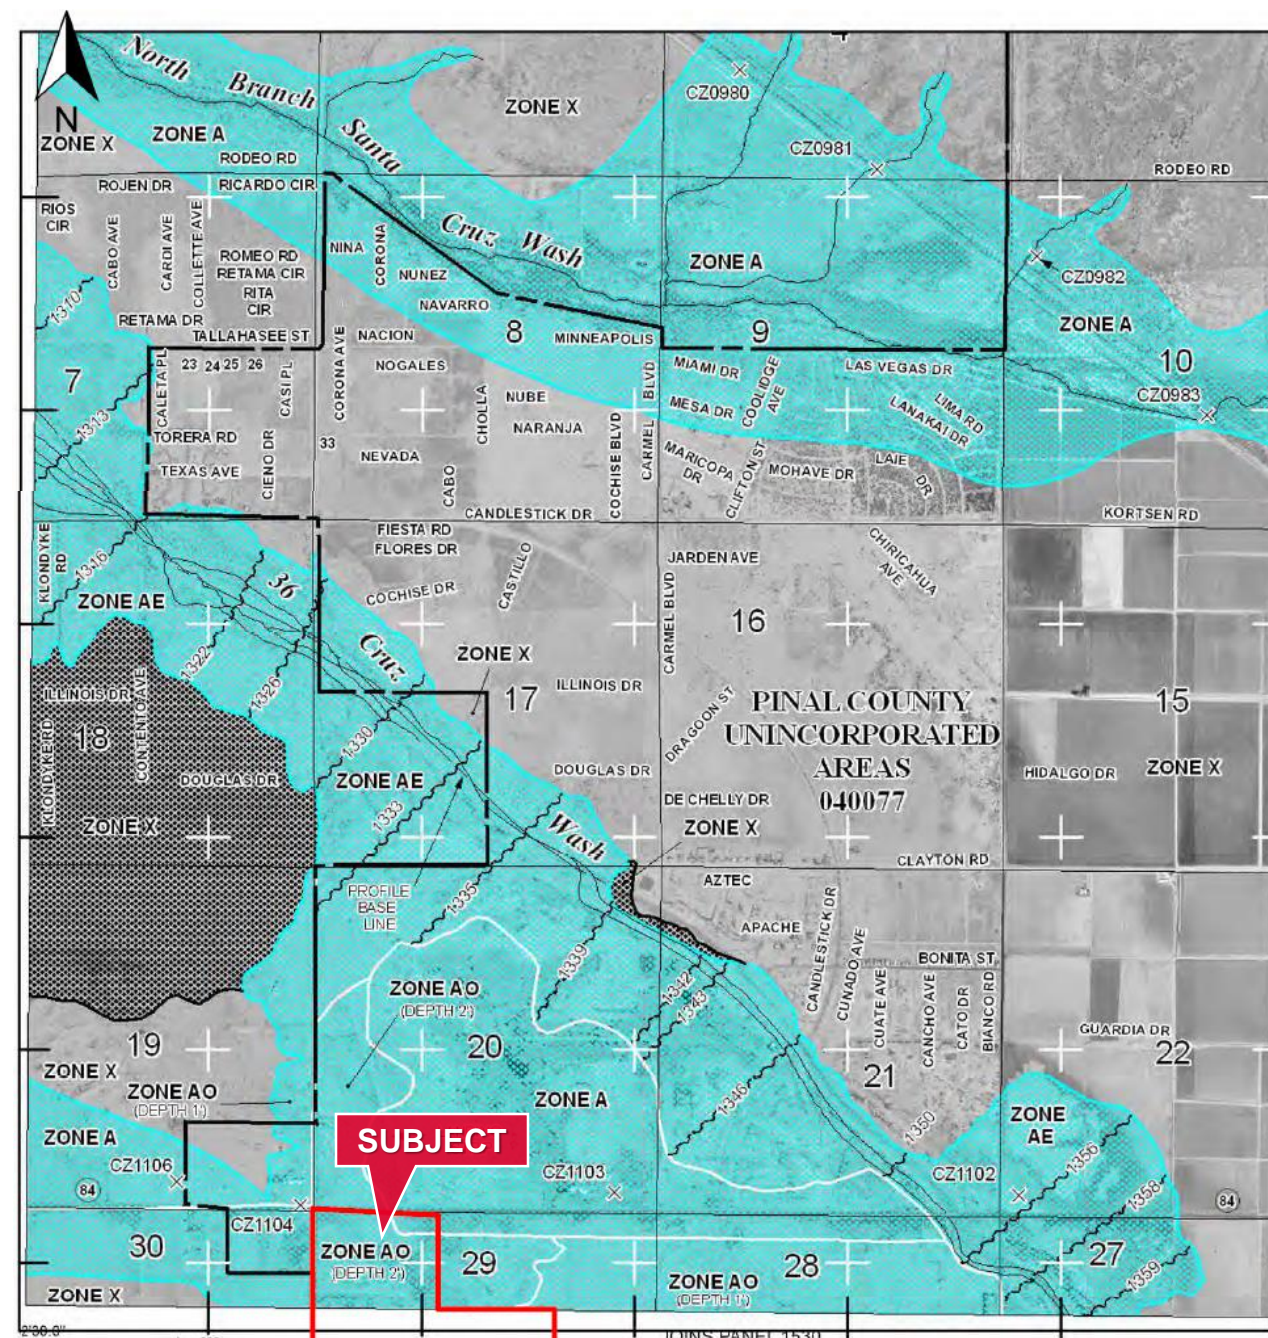 North Branch Santa Cruz Wash
N
ZONE X
ZONE A
RODEO RD
ZONE X
CZ0980
CZ0981
RODEO RD
ROJEN DR
RICARDO CIR
RIOS
CIR
CABO AVE
CARDI AVE
COLLETTE AVE
ROMEO RD
RETAMA CIR
RITA
CIR
RETAMA DR
TALLAHASEE ST
NINA
CORONA
NUNEZ
NAVARRO
ZONE A
CZ0982
ZONE A
1310
7
8
9
10
NACION
MINNEAPOLIS
MIAMI DR
COOLIDGE
AVE
LAS VEGAS DR
CZ0983
CALETA PL
23
24
25
26
CASI PL
CORONA AVE
NOGALES
NUBE
BLVD
MESA DR
LIMA RD
LANAKAI DR
1313
TORERA RD
TEXAS AVE
CIENO DR
33
NEVADA
CHOLLA
CABO
NARANJA
COCHISE BLVD
CARMEL
MARICOPA
DR
CLIFTON ST
MOHAVE DR
LAIE
DR
CANDLESTICK DR
KORTSEN RD
KLONDYKE
RD
1316
ZONE AE
36
FIESTA RD
FLORES DR
COCHISE DR
CASTILLO
JARDEN AVE
CHIRICAHUA
AVE
CARMEL BLVD
16
1322
1326
Cruz
ZONE X
17
ILLINOIS DR
DRAGOON ST
PINAL COUNTY
UNINCORPORATED
AREAS
040077
15
ILLINOIS DR
CONTENTO AVE
KLONDYKE RD
18
DOUGLAS DR
ZONE X
1330
ZONE AE
1333
DOUGLAS DR
HIDALGO DR
ZONE X
DE CHELLY DR
ZONE X
Wash
CLAYTON RD
PROFILE
BASE
LINE
1335
AZTEC
APACHE
CANDLESTICK DR
CUNADO AVE
BONITA ST
1339
1342
1343
CUATE AVE
CANCHO AVE
CATO DR
BIANCO RD
ZONE AO
(DEPTH 2')
GUARDIA DR
19
20
21
22
ZONE X
ZONE AO
(DEPTH 1')
ZONE A
1346
1350
ZONE
AE
ZONE A
SUBJECT
CZ1106
CZ1103
CZ1102
1356
84
1358
84
CZ1104
30
ZONE AO
(DEPTH 2')
29
28
27
ZONE AO
(DEPTH 1')
1359
ZONE X
JOINS PANEL 1530